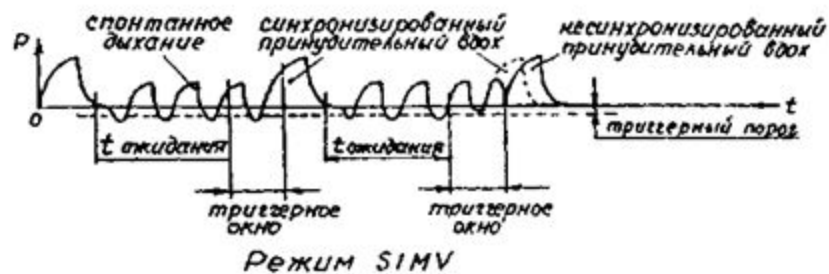 спонтанное
дыхание
синхронизированный
принудительный вдох
несинхронизированный
принудительный вдох
P
0
t
t ожидания
t ожидания
триггерный порог
триггерное
окно
триггерное
окно
Режим SIMV